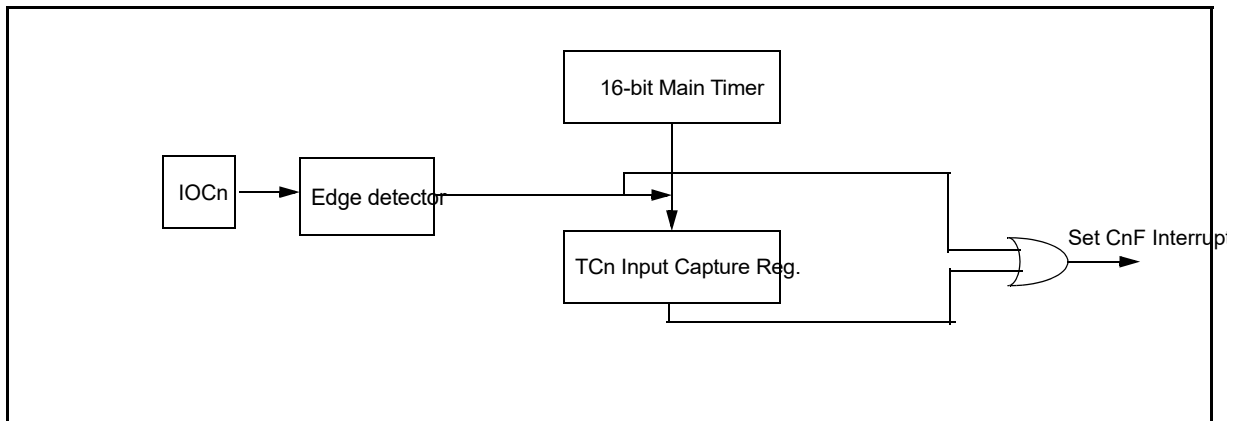 16-bit Main Timer
IOCn
Edge detector
TCn Input Capture Reg.
Set CnF Interrupt